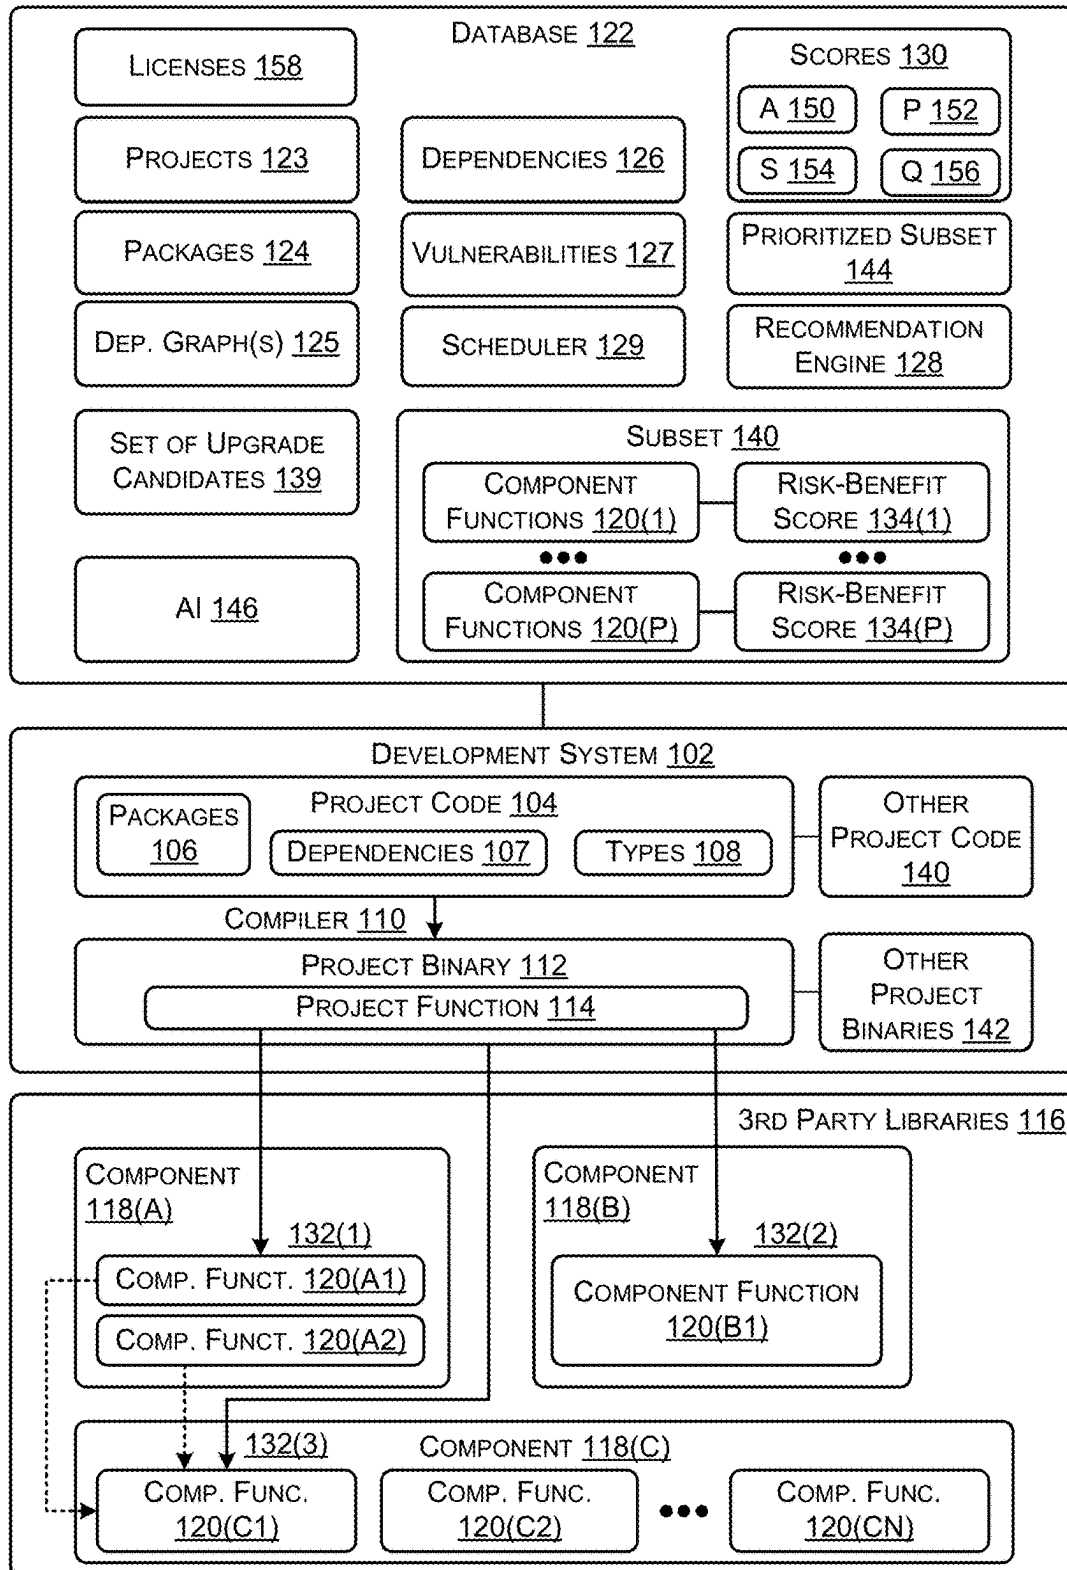 DATABASE 122
LICENSES 158
SCORES 130
A 150
P 152
S 154
Q 156
PROJECTS 123
DEPENDENCIES 126
PACKAGES 124
VULNERABILITIES 127
PRIORITIZED SUBSET
144
DEP. GRAPH(S) 125
SCHEDULER 129
RECOMMENDATION
ENGINE 128
SET OF UPGRADE
CANDIDATES 139
SUBSET 140
COMPONENT
FUNCTIONS 120(1)
RISK-BENEFIT
SCORE 134(1)
•••
•••
COMPONENT
FUNCTIONS 120(P)
RISK-BENEFIT
SCORE 134(P)
AI 146
DEVELOPMENT SYSTEM 102
PROJECT CODE 104
PACKAGES
106
DEPENDENCIES 107
TYPES 108
OTHER
PROJECT CODE
140
COMPILER 110
PROJECT BINARY 112
PROJECT FUNCTION 114
OTHER
PROJECT
BINARIES 142
3RD PARTY LIBRARIES 116
COMPONENT
118(A)
132(1)
COMP. FUNCT. 120(A1)
COMP. FUNCT. 120(A2)
COMPONENT
118(B)
132(2)
COMPONENT FUNCTION
120(B1)
132(3)
COMPONENT 118(C)
COMP. FUNC.
120(C1)
COMP. FUNC.
120(C2)
•••
COMP. FUNC.
120(CN)